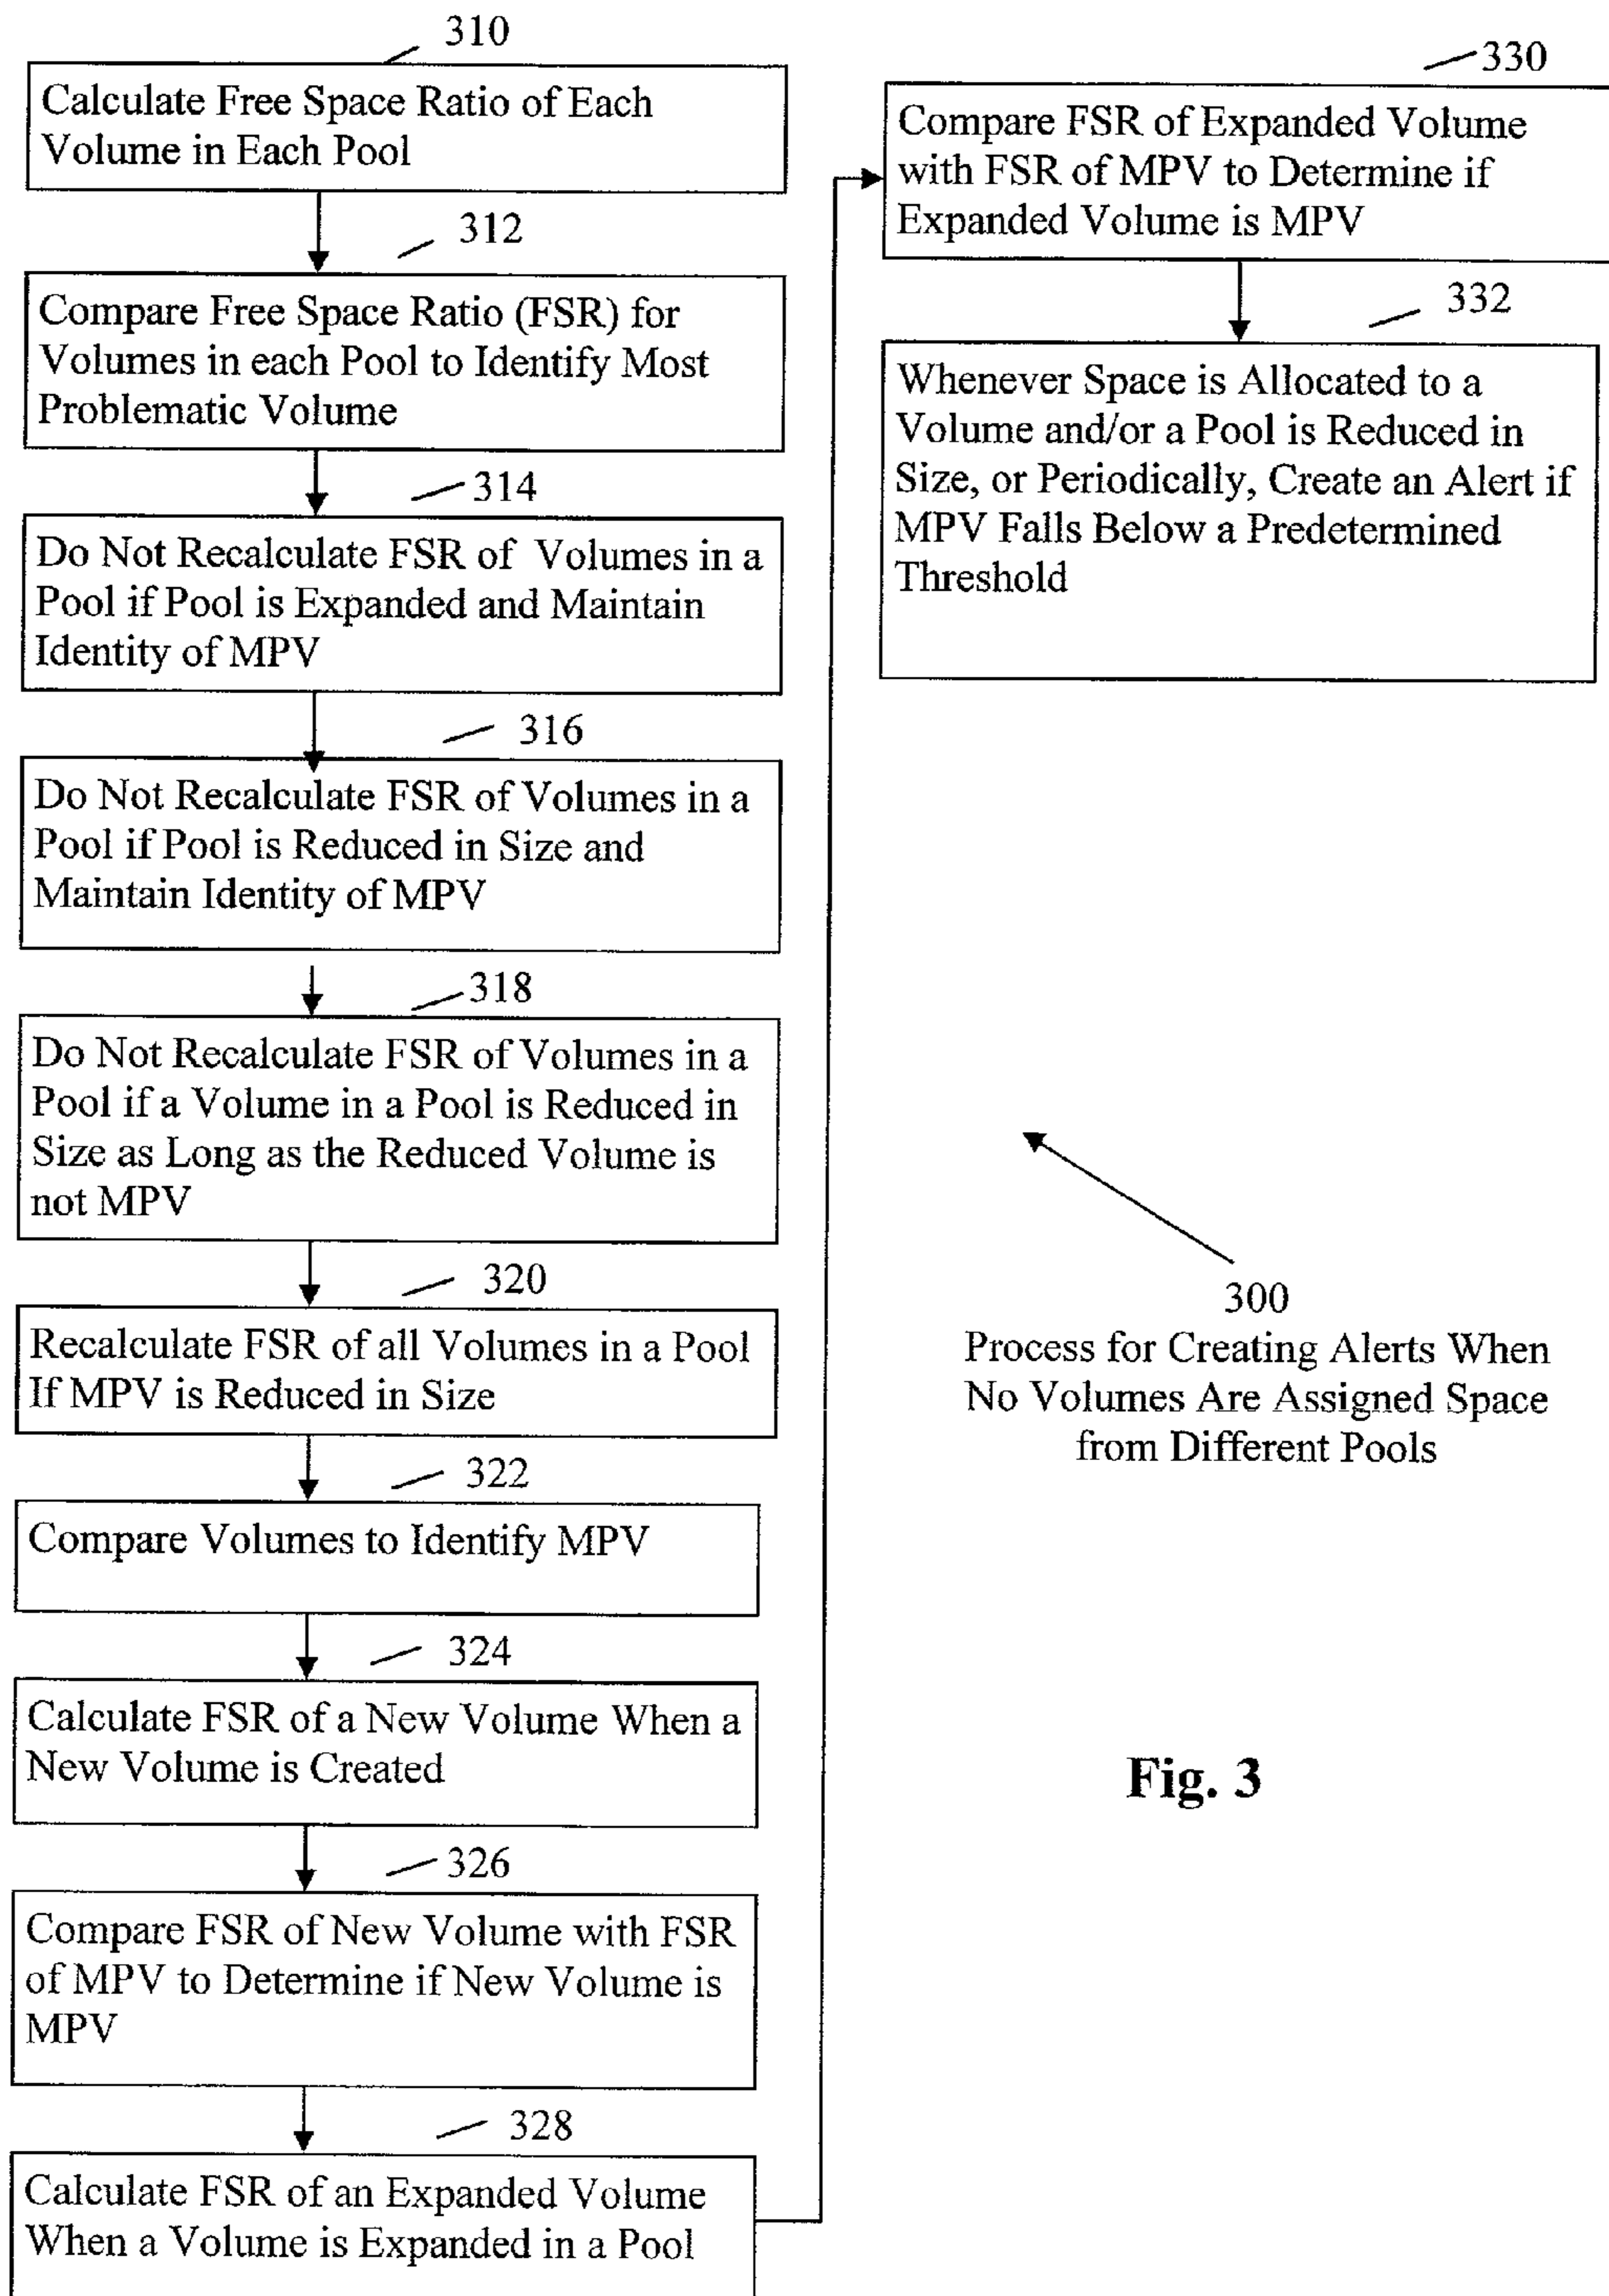 310
Calculate Free Space Ratio of Each
Volume in Each Pool
312
Compare Free Space Ratio (FSR) for
Volumes in each Pool to Identify Most
Problematic Volume
314
Do Not Recalculate FSR of Volumes in a
Pool if Pool is Expanded and Maintain
Identity of MPV
316
Do Not Recalculate FSR of Volumes in a
Pool if Pool is Reduced in Size and
Maintain Identity of MPV
318
Do Not Recalculate FSR of Volumes in a
Pool if a Volume in a Pool is Reduced in
Size as Long as the Reduced Volume is
not MPV
320
Recalculate FSR of all Volumes in a Pool
If MPV is Reduced in Size
322
Compare Volumes to Identify MPV
324
Calculate FSR of a New Volume When a
New Volume is Created
326
Compare FSR of New Volume with FSR
of MPV to Determine if New Volume is
MPV
328
Calculate FSR of an Expanded Volume
When a Volume is Expanded in a Pool
330
Compare FSR of Expanded Volume
with FSR of MPV to Determine if
Expanded Volume is MPV
332
Whenever Space is Allocated to a
Volume and/or a Pool is Reduced in
Size, or Periodically, Create an Alert if
MPV Falls Below a Predetermined
Threshold
300
Process for Creating Alerts When
No Volumes Are Assigned Space
from Different Pools
Fig. 3